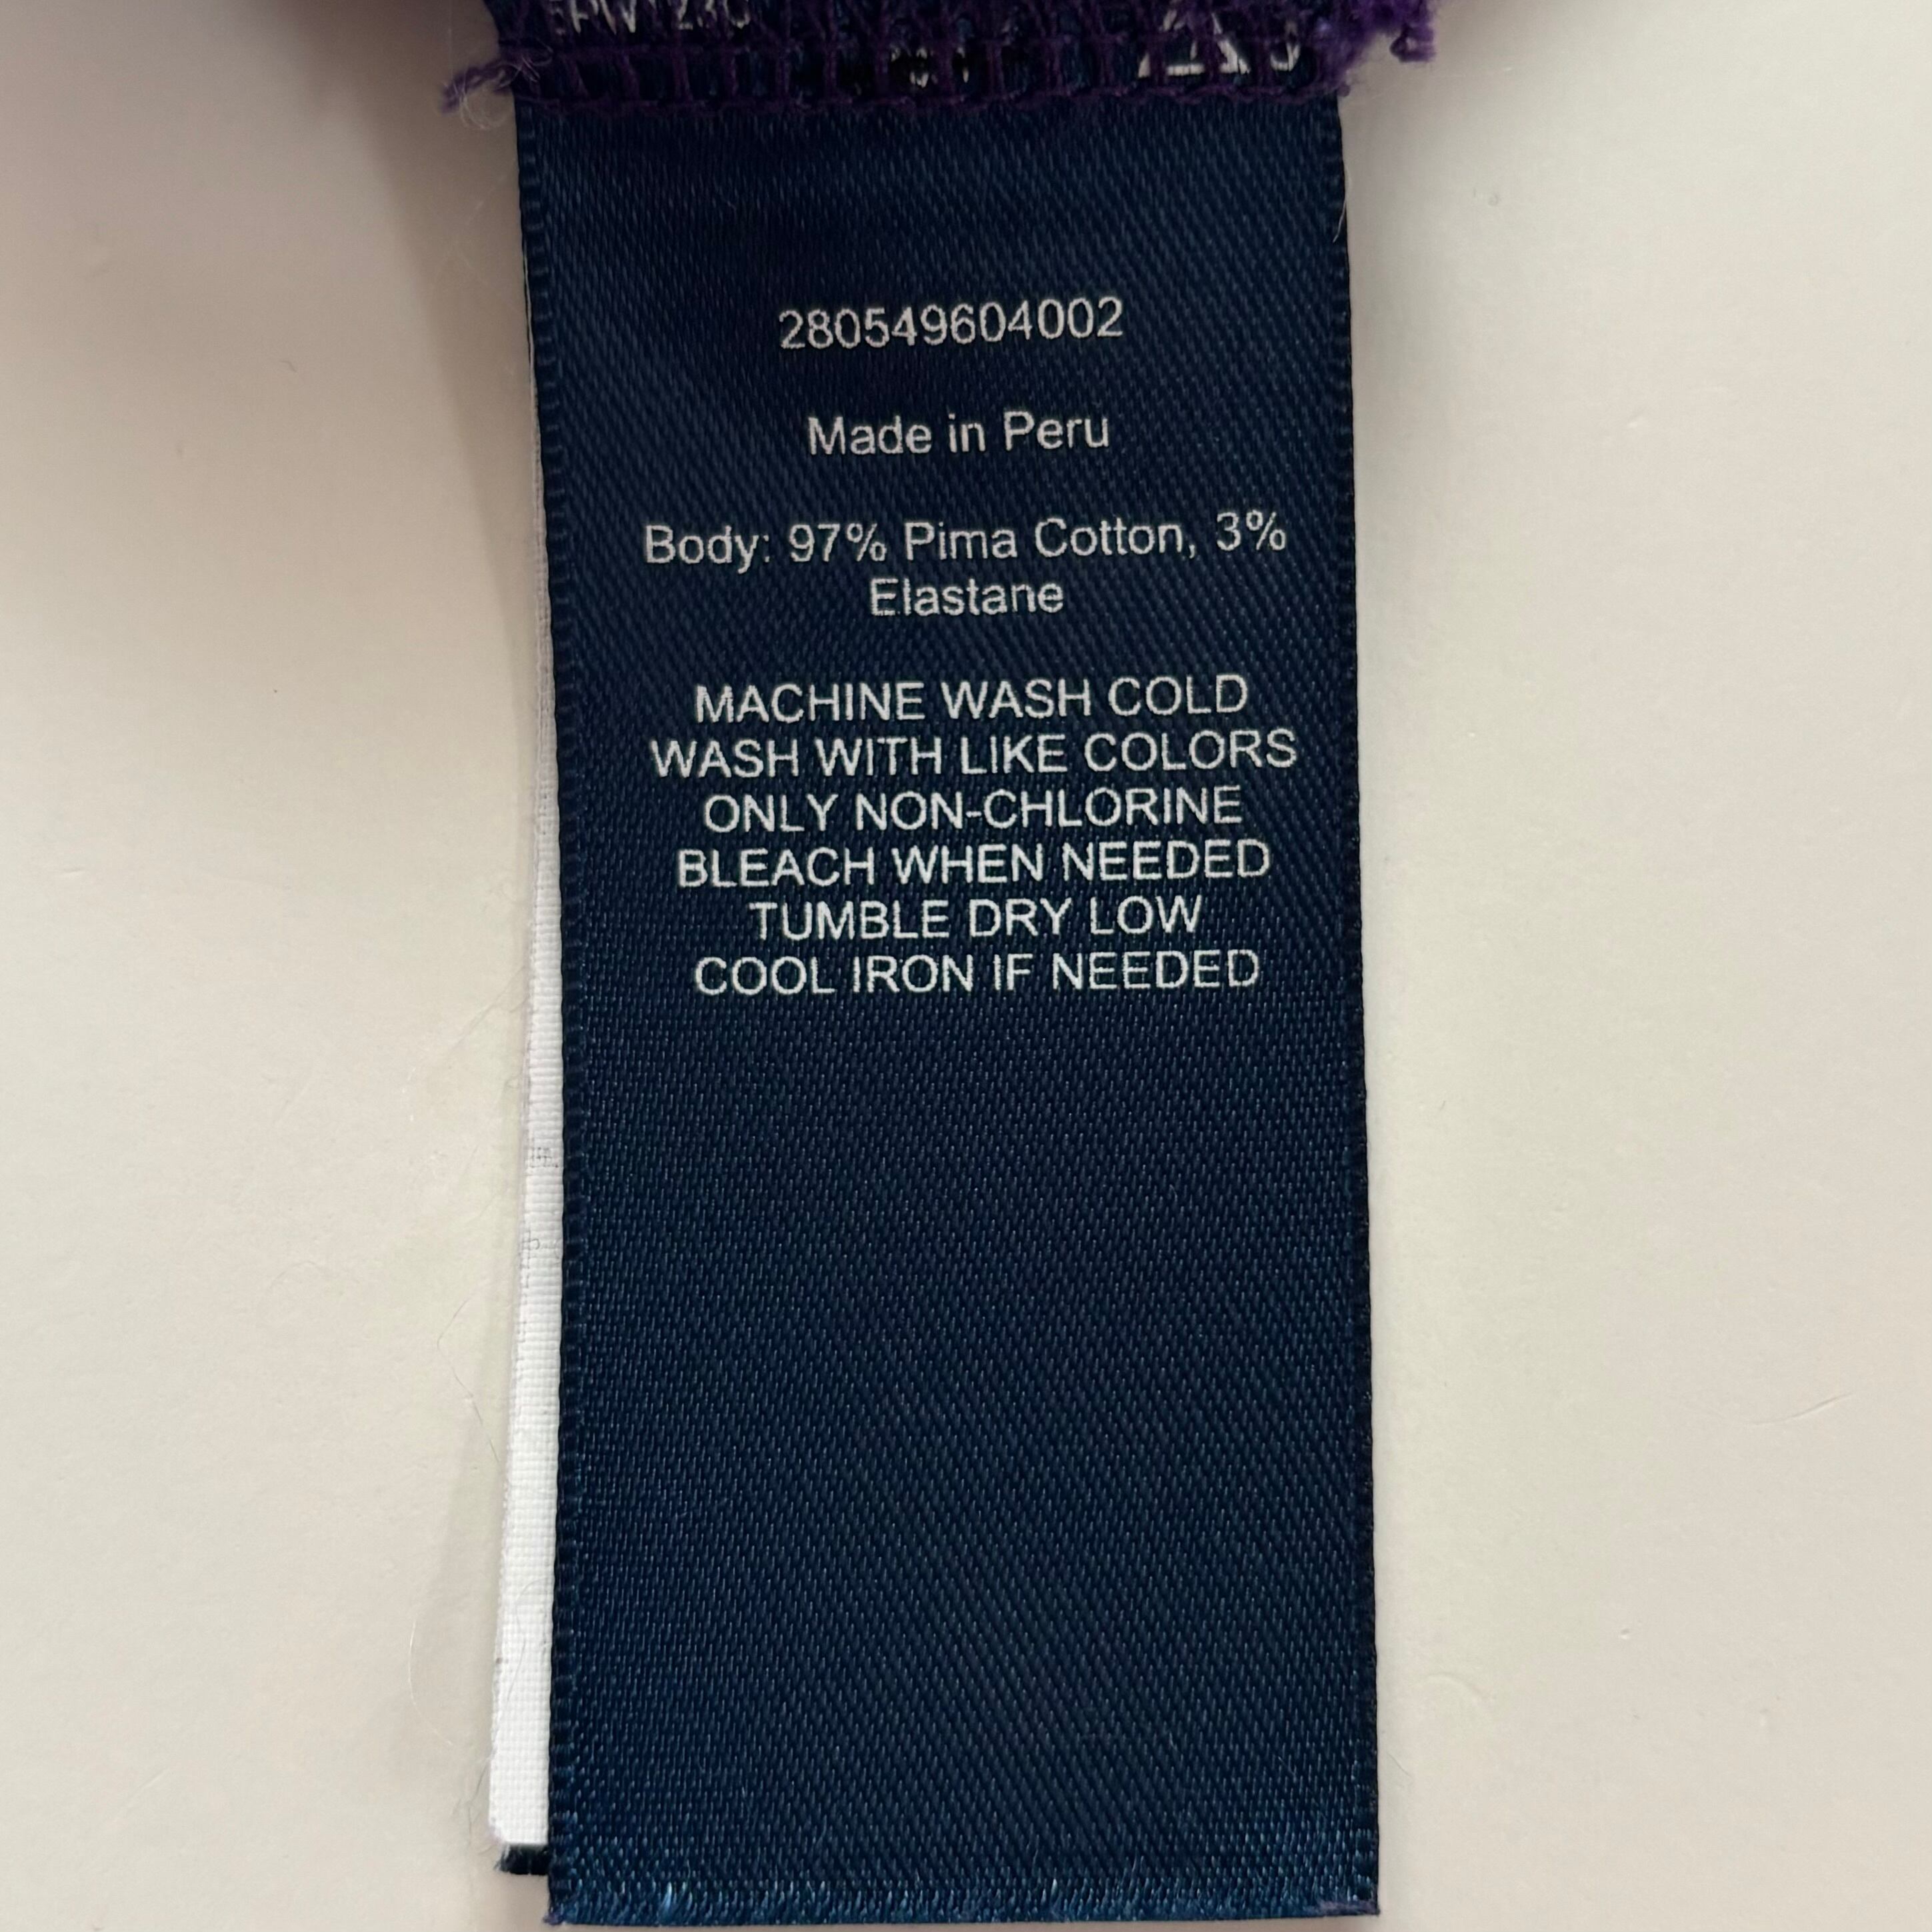 280549604002
Made in Peru
Body: 97% Pima Cotton, 3%
Elastane
MACHINE WASH COLD
WASH WITH LIKE COLORS
ONLY NON-CHLORINE
BLEACH WHEN NEEDED
TUMBLE DRY LOW
COOL IRON IF NEEDED